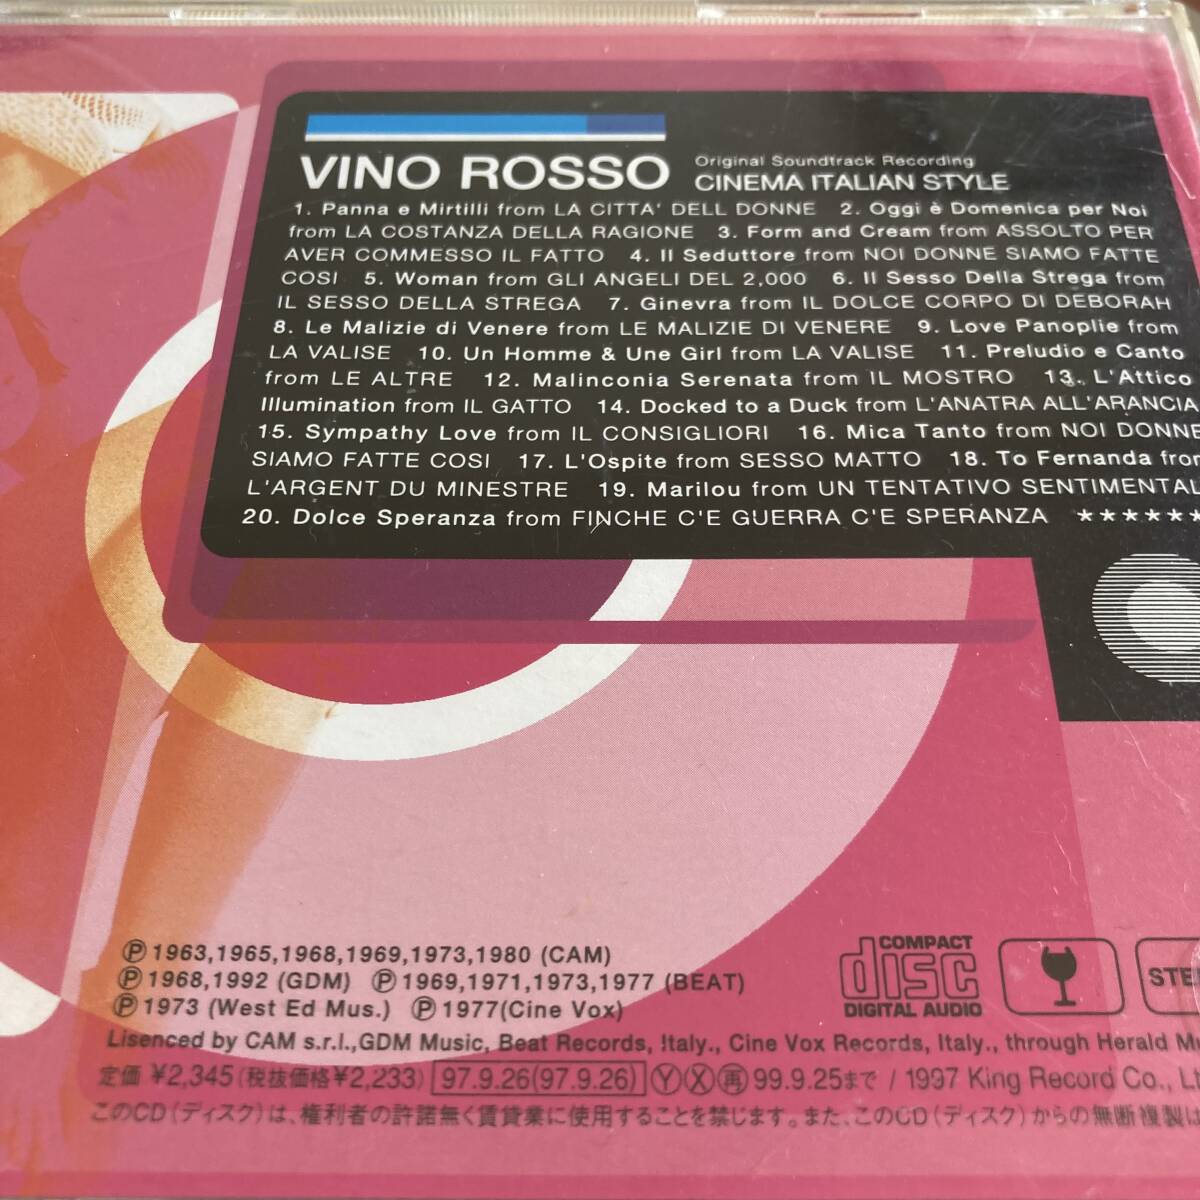 VINO ROSSO Original Soundtrack Recording
CINEMA ITALIAN STYLE
1. Panna e Mirtilli from LA CITTA' DELL DONNE 2. Oggi è Domenica per Noi
from LA COSTANZA DELLA RAGIONE 3. Form and Cream from ASSOLTO PER
AVER COMMESSO IL FATTO 4. Il Seduttore from NOI DONNE SIAMO FATTE
COSI 5. Woman from GLI ANGELI DEL 2,000 6. Il Sesso Della Strega from
IL SESSO DELLA STREGA 7. Ginevra from IL DOLCE CORPO DI DEBORAH
8. Le Malizie di Venere from LE MALIZIE DI VENERE 9. Love Panoplie from
LA VALISE 10. Un Homme & Une Girl from LA VALISE 11. Preludio e Canto
from LE ALTRE 12. Malinconia Serenata from IL MOSTRO 13. L'Attico
Illumination from IL GATTO 14. Docked to a Duck from L'ANATRA ALL'ARANCIA
15. Sympathy Love from IL CONSIGLIORI 16. Mica Tanto from NOI DONNE
SIAMO FATTE COSI 17. L'Ospite from SESSO MATTO 18. To Fernanda from
L'ARGENT DU MINESTRE 19. Marilou from UN TENTATIVO SENTIMENTAL
20. Dolce Speranza from FINCHE C'E GUERRA C'E SPERANZA ★★★★★★
Ⓟ 1963,1965,1968,1969,1973,1980 (CAM)
Ⓟ 1968,1992 (GDM) Ⓟ 1969,1971,1973,1977 (BEAT)
Ⓟ 1973 (West Ed Mus.) Ⓟ 1977(Cine Vox)
COMPACT
disc
DIGITAL AUDIO
STE
Lisenced by CAM s.r.l.,GDM Music, Beat Records, Italy., Cine Vox Records, Italy., through Herald Mu
定価 ¥2,345(税抜価格¥2,233) 97.9.26(97.9.26) Ⓨ Ⓧ ㊢ 99.9.25まで / 1997 King Record Co., Lt
このCD(ディスク)は、権利者の許諾無く賃貸業に使用することを禁じます。また、このCD(ディスク)からの無断複製は